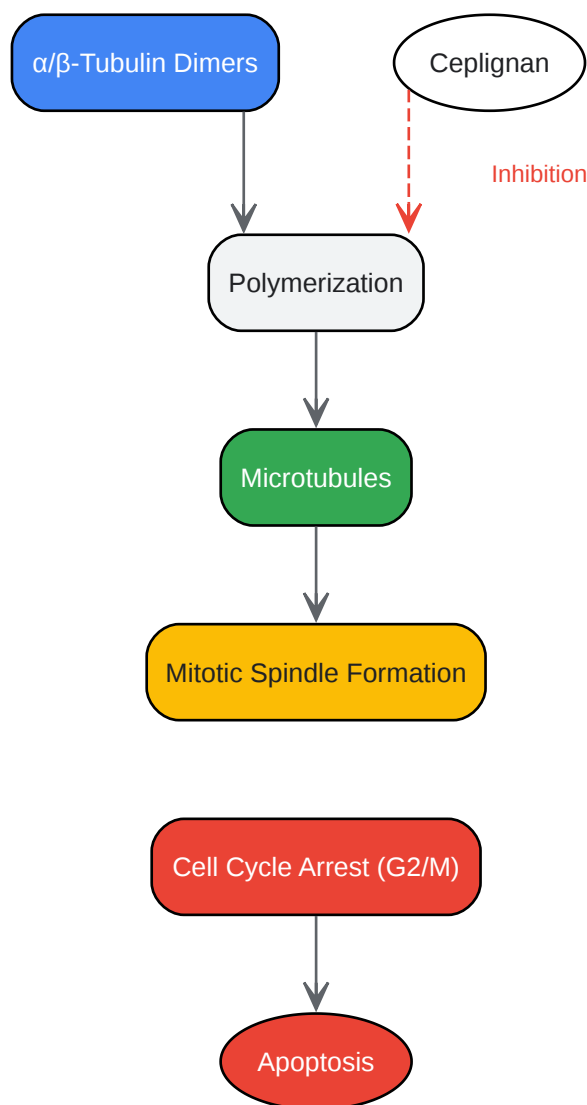 α/β-Tubulin Dimers
Ceplignan
Inhibition
Polymerization
Microtubules
Mitotic Spindle Formation
Cell Cycle Arrest (G2/M)
Apoptosis